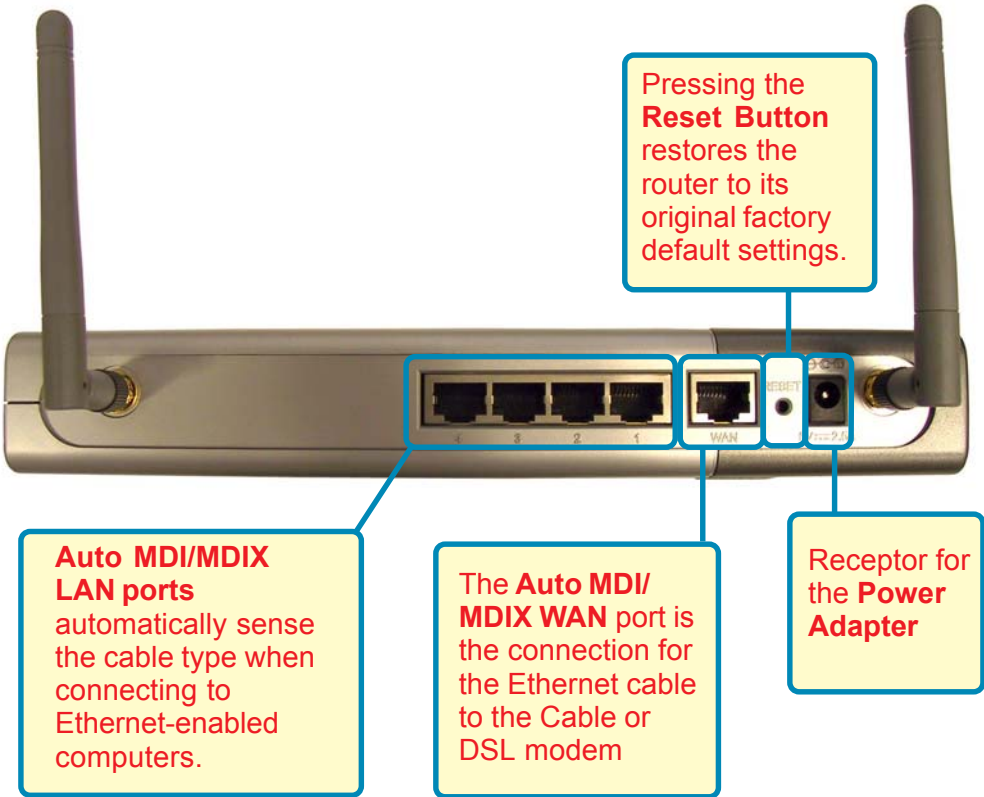 Pressing the
Reset Button
restores the
router to its
original factory
default settings.
RESET
4 3 2 1 WAN
Auto MDI/MDIX
LAN ports
automatically sense
the cable type when
connecting to
Ethernet-enabled
computers.
The Auto MDI/
MDIX WAN port is
the connection for
the Ethernet cable
to the Cable or
DSL modem
Receptor for
the Power
Adapter